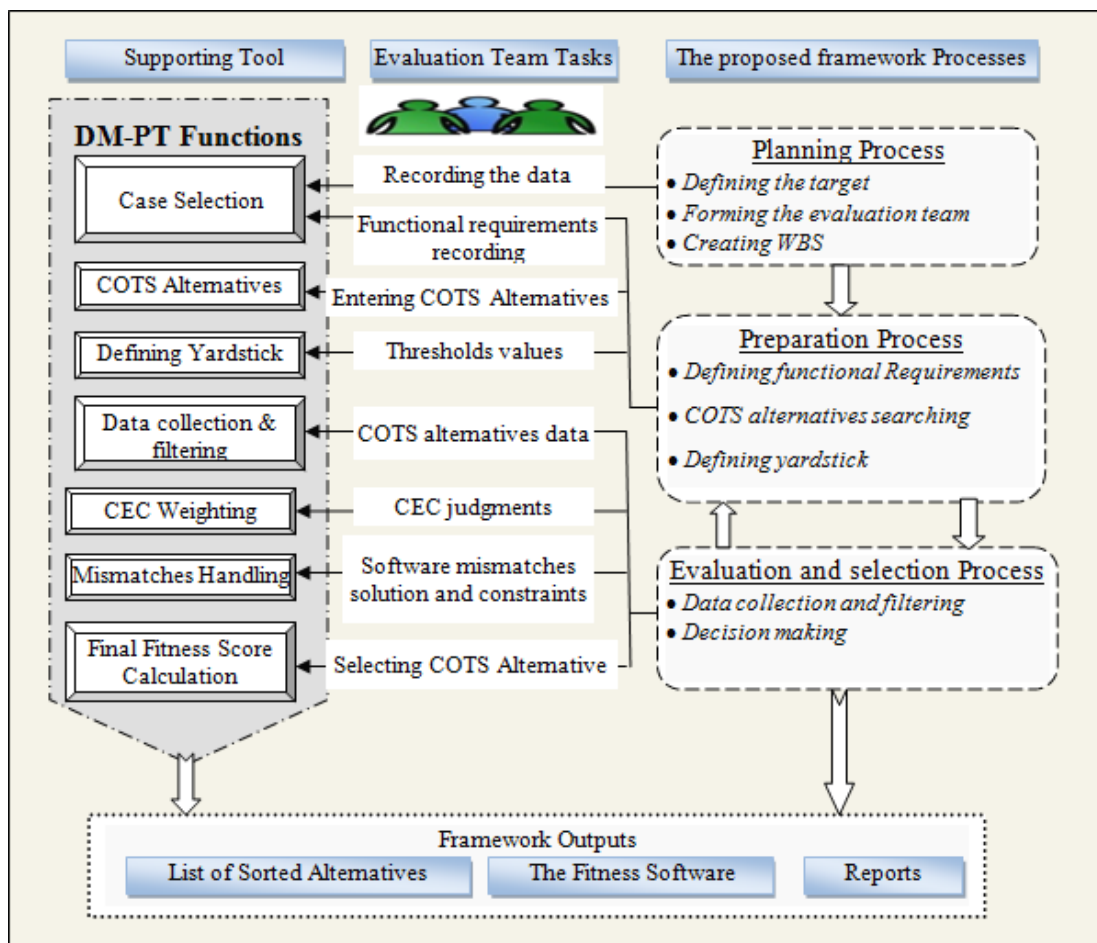 Supporting Tool
Evaluation Team Tasks
The proposed framework Processes
DM-PT Functions
Case Selection
COTS Alternatives
Defining Yardstick
Data collection &
filtering
CEC Weighting
Mismatches Handling
Final Fitness Score
Calculation
Recording the data
Functional requirements
recording
Entering COTS Alternatives
Thresholds values
COTS alternatives data
CEC judgments
Software mismatches
solution and constraints
Selecting COTS Alternative
Planning Process
• Defining the target
• Forming the evaluation team
• Creating WBS
Preparation Process
• Defining functional Requirements
• COTS alternatives searching
• Defining yardstick
Evaluation and selection Process
• Data collection and filtering
• Decision making
Framework Outputs
List of Sorted Alternatives
The Fitness Software
Reports